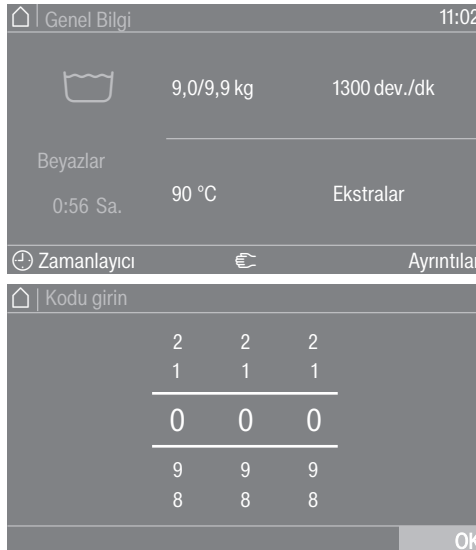 Genel Bilgi 11:02
9,0/9,9 kg 1300 dev./dk
Beyazlar
0:56 Sa.
90 °C Ekstralar
Zamanlayıcı Ayrıntılar
Kodu girin
2 2 2
1 1 1
0 0 0
9 9 9
8 8 8
OK